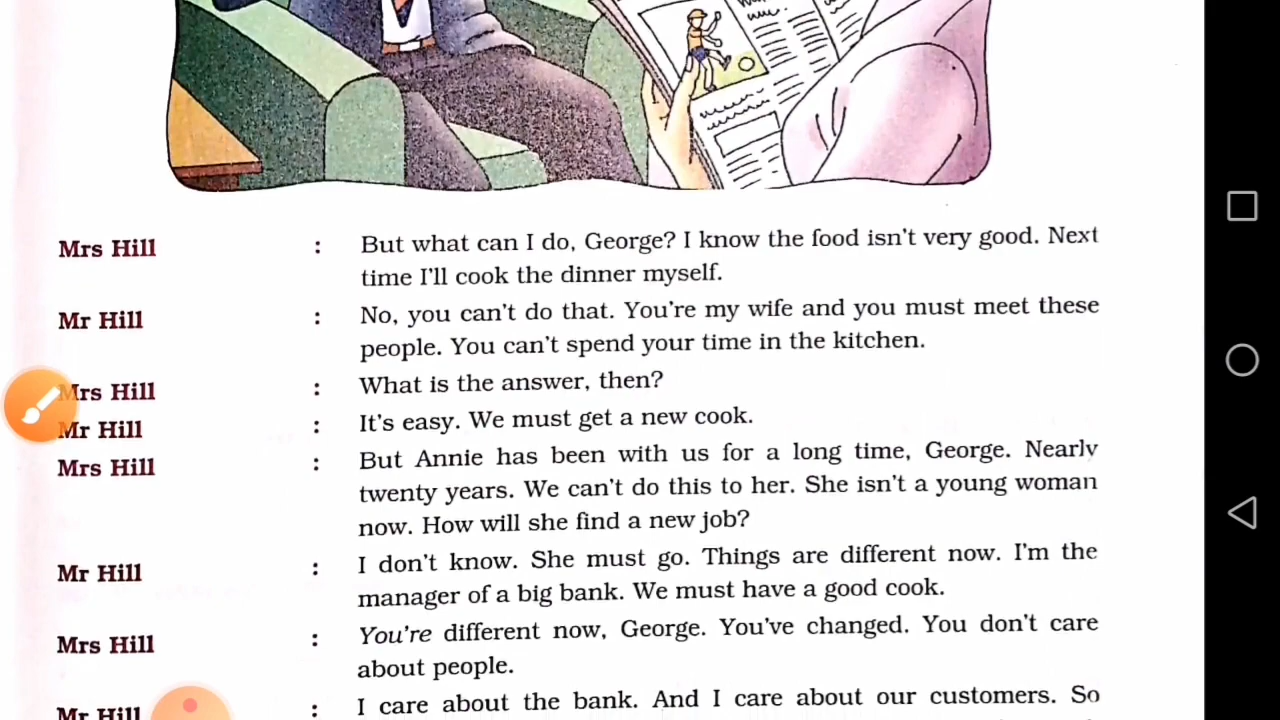 Mrs Hill : But what can I do, George? I know the food isn't very good. Next
time I'll cook the dinner myself.
Mr Hill : No, you can't do that. You're my wife and you must meet these
people. You can't spend your time in the kitchen.
Mrs Hill : What is the answer, then?
Mr Hill : It's easy. We must get a new cook.
Mrs Hill : But Annie has been with us for a long time, George. Nearly
twenty years. We can't do this to her. She isn't a young woman
now. How will she find a new job?
Mr Hill : I don't know. She must go. Things are different now. I'm the
manager of a big bank. We must have a good cook.
Mrs Hill : You're different now, George. You've changed. You don't care
about people.
Mr Hill : I care about the bank. And I care about our customers. So